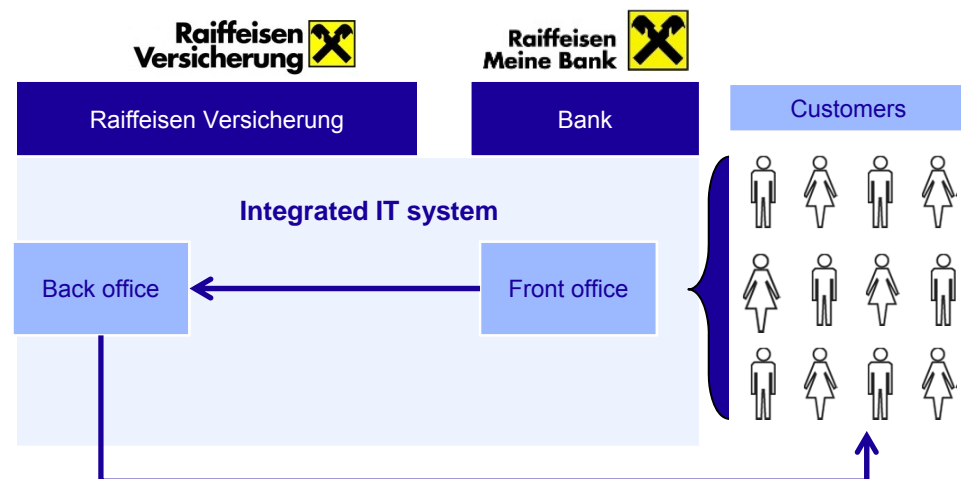 Raiffeisen
Versicherung
Raiffeisen
Meine Bank
Raiffeisen Versicherung
Bank
Customers
Integrated IT system
Back office
Front office